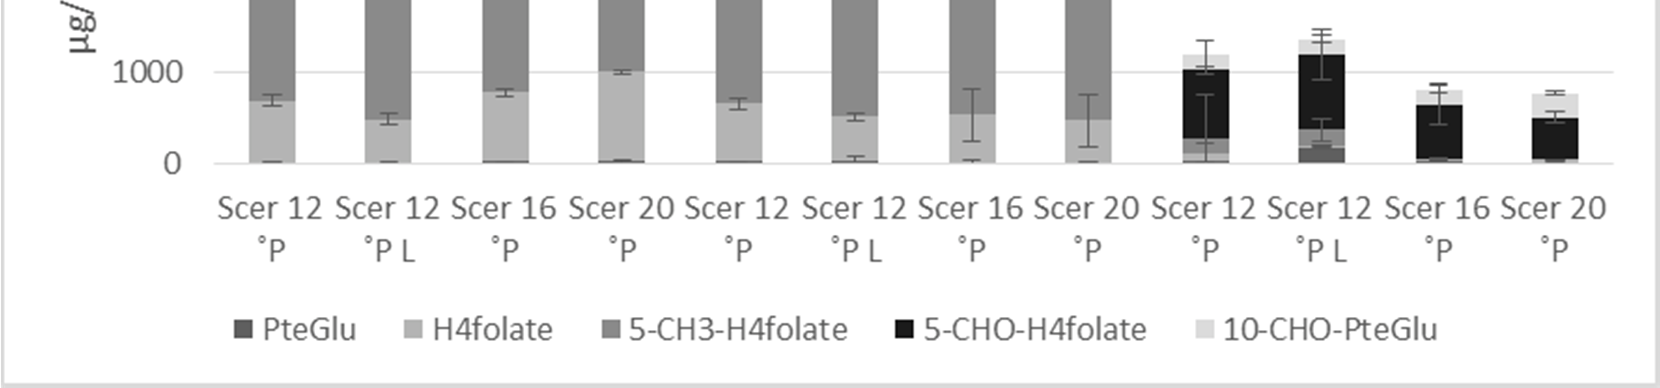 µg/
1000
0
Scer 12 Scer 12 Scer 16 Scer 20 Scer 12 Scer 12 Scer 16 Scer 20 Scer 12 Scer 12 Scer 16 Scer 20
°P °P L °P °P °P °P L °P °P °P °P L °P °P
PteGlu H4folate 5-CH3-H4folate 5-CHO-H4folate 10-CHO-PteGlu